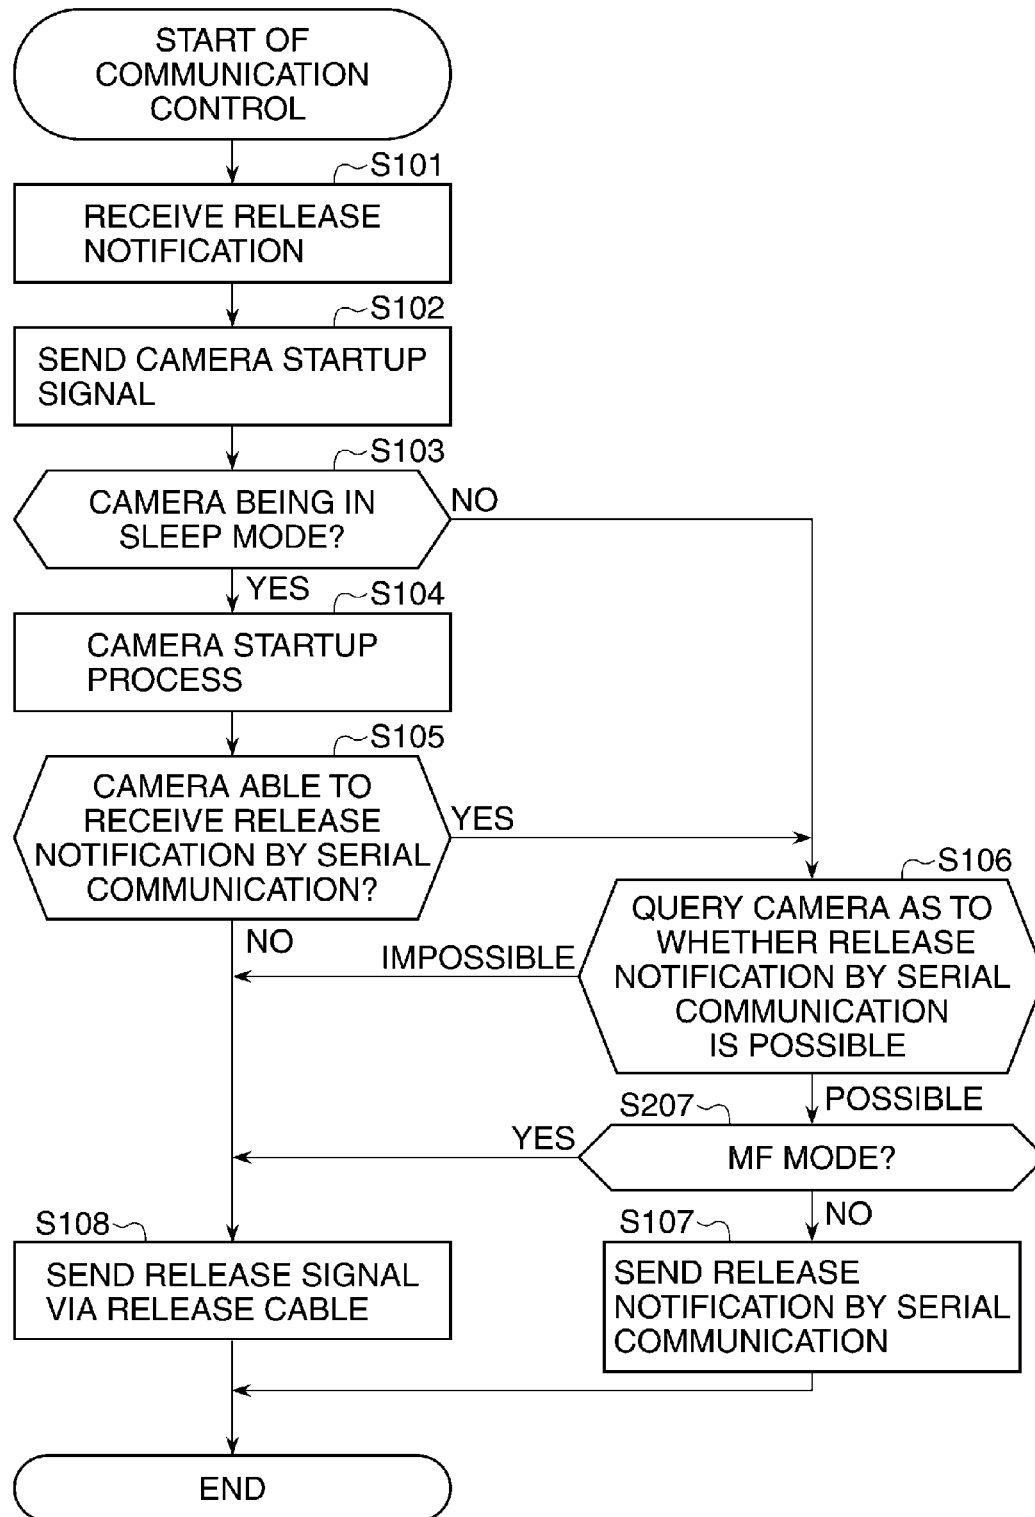 START OF
COMMUNICATION
CONTROL
S101
RECEIVE RELEASE
NOTIFICATION
S102
SEND CAMERA STARTUP
SIGNAL
S103
CAMERA BEING IN
SLEEP MODE?
NO
YES
S104
CAMERA STARTUP
PROCESS
S105
CAMERA ABLE TO
RECEIVE RELEASE
NOTIFICATION BY SERIAL
COMMUNICATION?
YES
NO
S106
QUERY CAMERA AS TO
WHETHER RELEASE
NOTIFICATION BY SERIAL
COMMUNICATION
IS POSSIBLE
IMPOSSIBLE
POSSIBLE
S207
MF MODE?
YES
NO
S108
SEND RELEASE SIGNAL
VIA RELEASE CABLE
S107
SEND RELEASE
NOTIFICATION BY SERIAL
COMMUNICATION
END